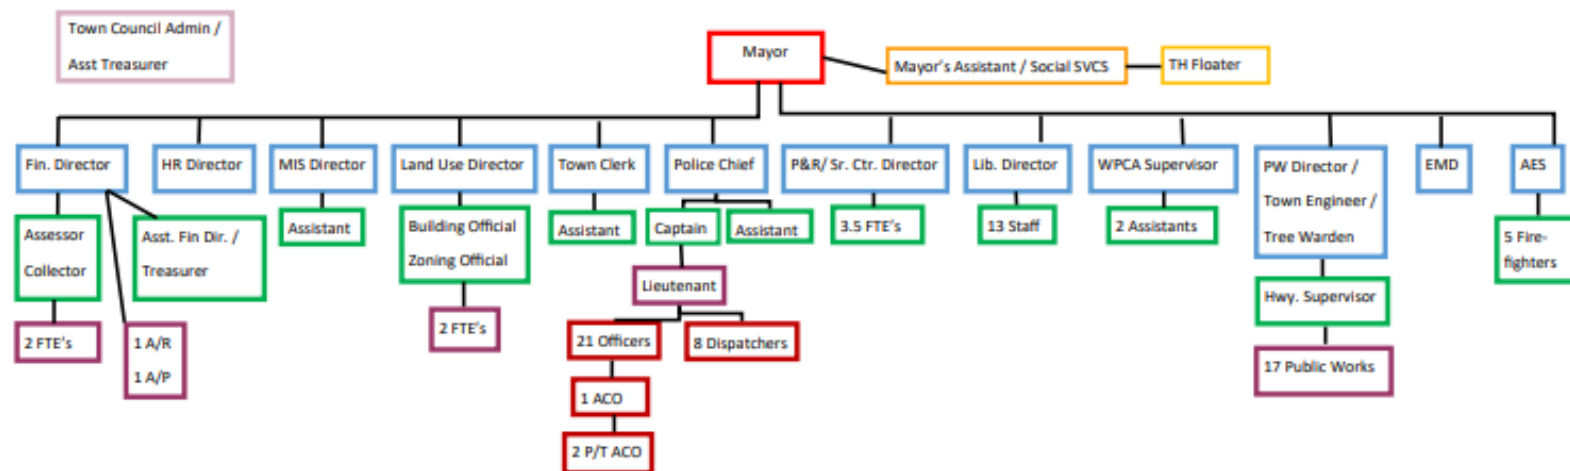 Town Council Admin /
Asst Treasurer
Mayor
Mayor's Assistant / Social SVCS
TH Floater
Fin. Director
HR Director
MIS Director
Land Use Director
Town Clerk
Police Chief
P&R/ Sr. Ctr. Director
Lib. Director
WPCA Supervisor
PW Director /
Town Engineer /
Tree Warden
EMD
AES
Assessor
Collector
Asst. Fin Dir. /
Treasurer
Assistant
Building Official
Zoning Official
Assistant
Captain
Assistant
3.5 FTE's
13 Staff
2 Assistants
5 Fire-
fighters
Lieutenant
Hwy. Supervisor
2 FTE's
1 A/R
1 A/P
2 FTE's
21 Officers
8 Dispatchers
17 Public Works
1 ACO
2 P/T ACO